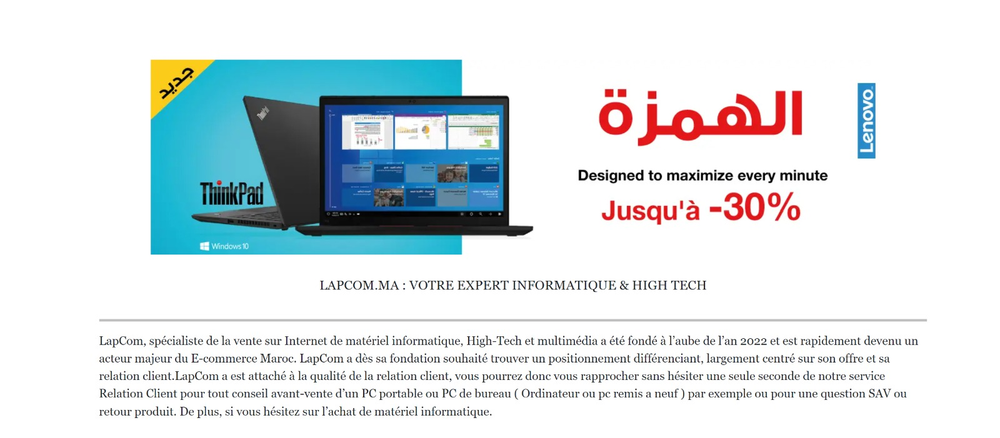 جديد
ThinkPad
ThinkPad
Windows 10
الهمزة
Lenovo
Designed to maximize every minute
Jusqu'à -30%
LAPCOM.MA : VOTRE EXPERT INFORMATIQUE & HIGH TECH
LapCom, spécialiste de la vente sur Internet de matériel informatique, High-Tech et multimédia a été fondé à l’aube de l’an 2022 et est rapidement devenu un
acteur majeur du E-commerce Maroc. LapCom a dès sa fondation souhaité trouver un positionnement différenciant, largement centré sur son offre et sa
relation client.LapCom a est attaché à la qualité de la relation client, vous pourrez donc vous rapprocher sans hésiter une seule seconde de notre service
Relation Client pour tout conseil avant-vente d’un PC portable ou PC de bureau ( Ordinateur ou pc remis a neuf ) par exemple ou pour une question SAV ou
retour produit. De plus, si vous hésitez sur l’achat de matériel informatique.